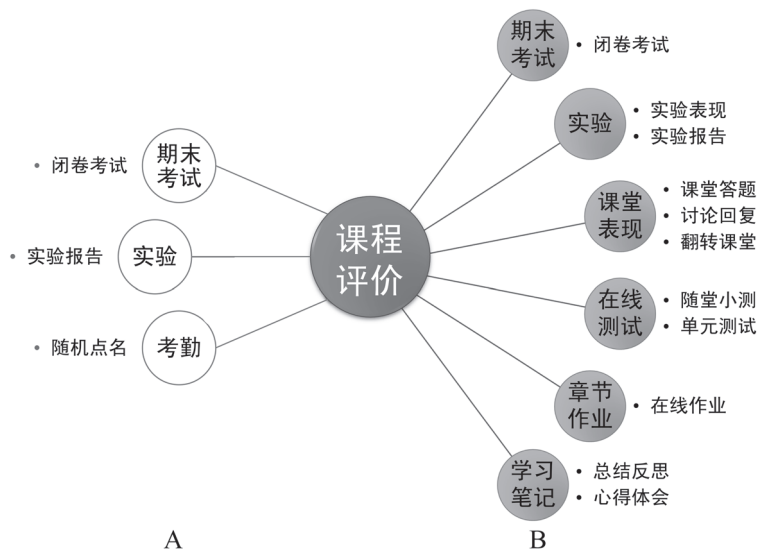 闭卷考试
期末
考试
实验报告
实验
随机点名
考勤
课程
评价
期末
考试
闭卷考试
实验
实验表现
实验报告
课堂
表现
课堂答题
讨论回复
翻转课堂
在线
测试
随堂小测
单元测试
章节
作业
在线作业
学习
笔记
总结反思
心得体会
A
B